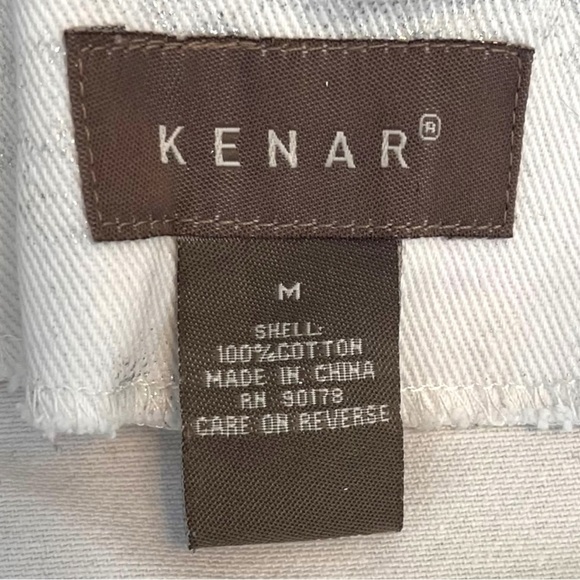 KENAR®
M
SHELL:
100%COTTON
MADE IN CHINA
RN 90178
CARE ON REVERSE